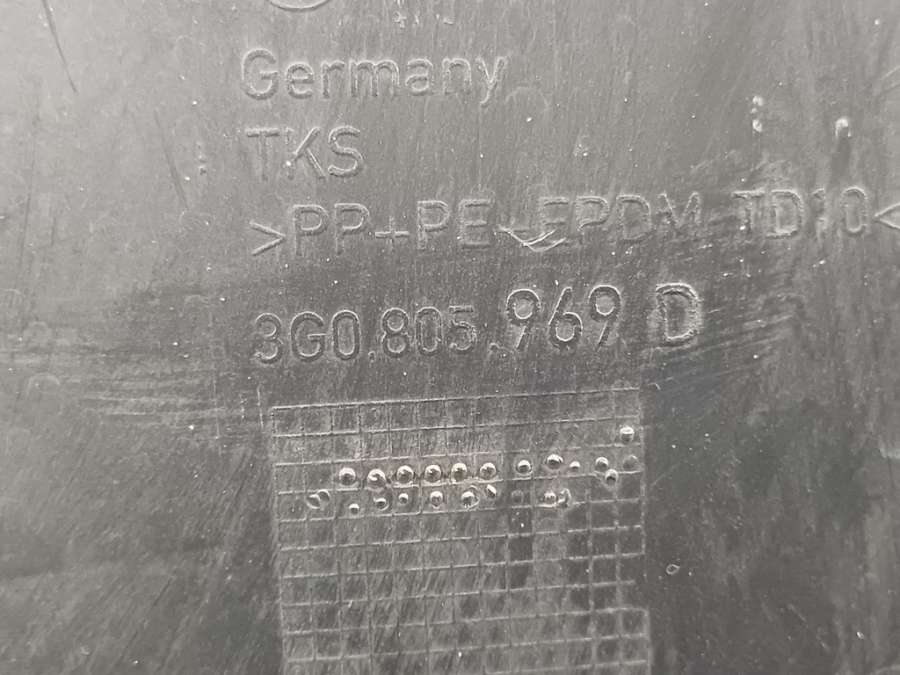 Germany
TKS
>PP+PE+EPDM TD10<
3G0.805.969 D